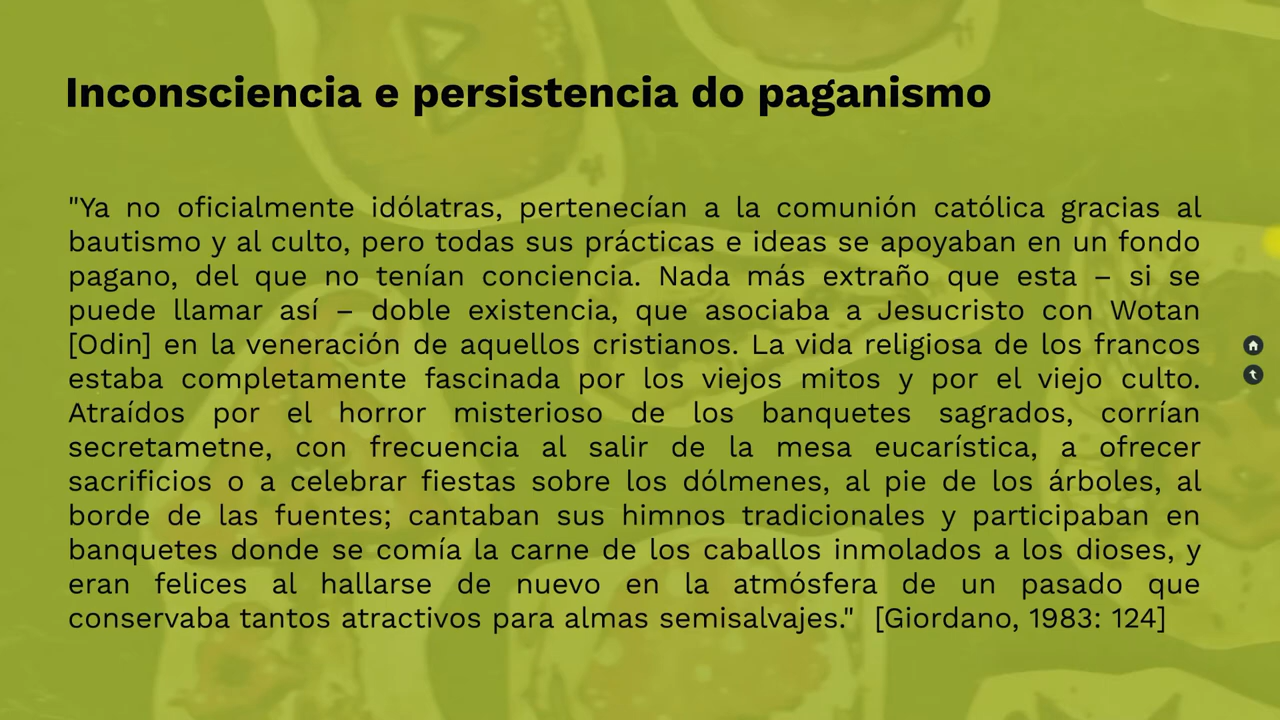 Inconsciencia e persistencia do paganismo
"Ya no oficialmente idólatras, pertenecían a la comunión católica gracias al
bautismo y al culto, pero todas sus prácticas e ideas se apoyaban en un fondo
pagano, del que no tenían conciencia. Nada más extraño que esta – si se
puede llamar así – doble existencia, que asociaba a Jesucristo con Wotan
[Odin] en la veneración de aquellos cristianos. La vida religiosa de los francos
estaba completamente fascinada por los viejos mitos y por el viejo culto.
Atraídos por el horror misterioso de los banquetes sagrados, corrían
secretametne, con frecuencia al salir de la mesa eucarística, a ofrecer
sacrificios o a celebrar fiestas sobre los dólmenes, al pie de los árboles, al
borde de las fuentes; cantaban sus himnos tradicionales y participaban en
banquetes donde se comía la carne de los caballos inmolados a los dioses, y
eran felices al hallarse de nuevo en la atmósfera de un pasado que
conservaba tantos atractivos para almas semisalvajes." [Giordano, 1983: 124]